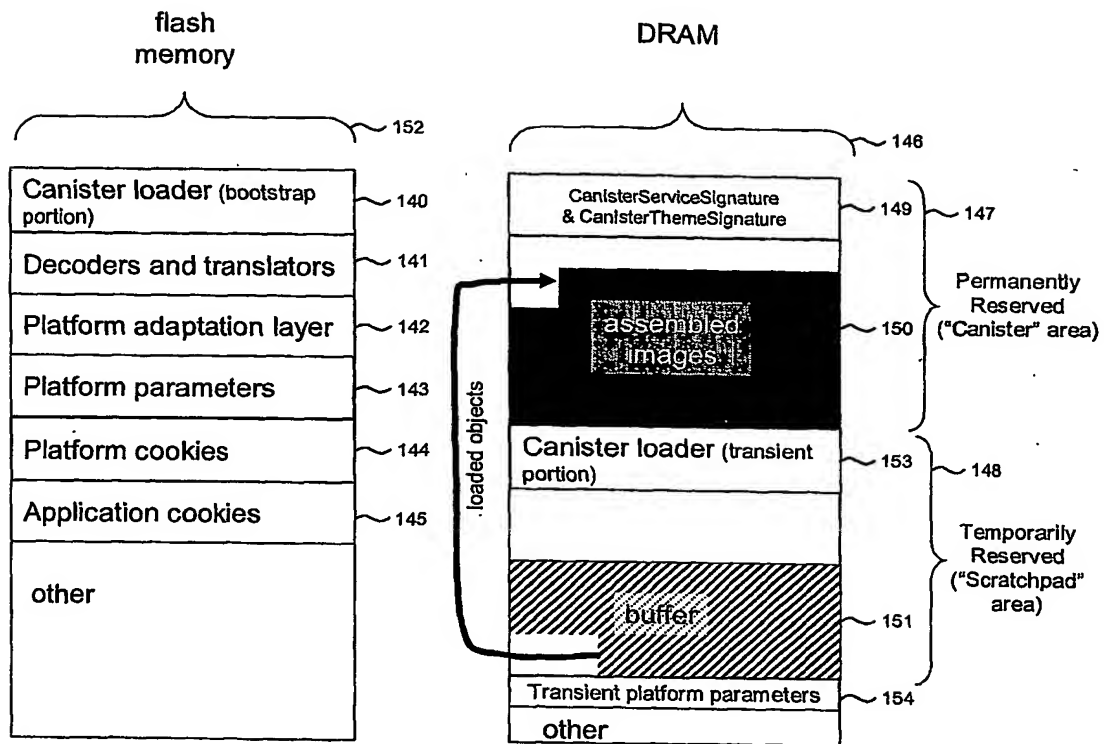 flash
memory
152
Canister loader (bootstrap
portion)
140
Decoders and translators
141
Platform adaptation layer
142
Platform parameters
143
Platform cookies
144
Application cookies
145
other
DRAM
146
CanisterServiceSignature
& CanisterThemeSignature
149
147
Permanently
Reserved
("Canister" area)
assembled
images
150
loaded objects
Canister loader (transient
portion)
153
148
Temporarily
Reserved
("Scratchpad"
area)
buffer
151
Transient platform parameters
154
other